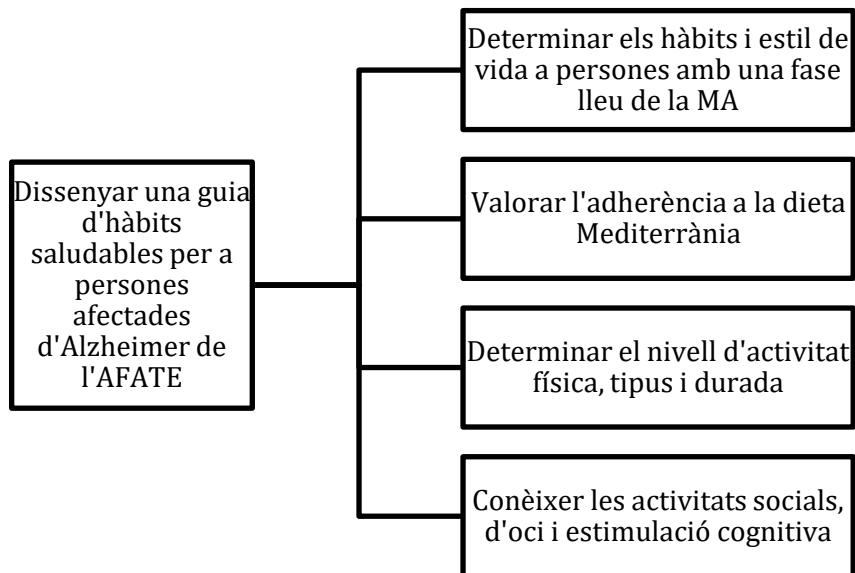 Dissenyar una guia
d'hàbits
saludables per a
persones
afectades
d'Alzheimer de
l'AFATE
Determinar els hàbits i estil de
vida a persones amb una fase
lleu de la MA
Valorar l'adherència a la dieta
Mediterrània
Determinar el nivell d'activitat
física, tipus i durada
Conèixer les activitats socials,
d'oci i estimulació cognitiva